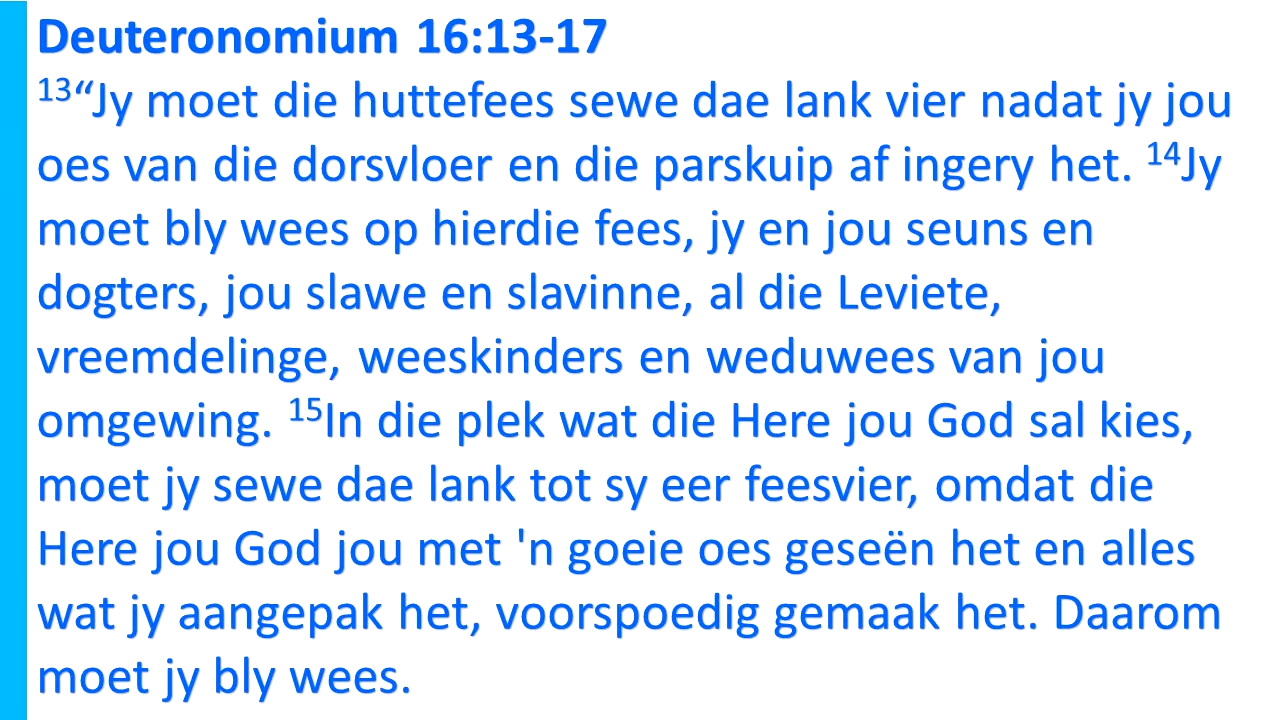 Deuteronomium 16:13-17
¹³“Jy moet die huttefees sewe dae lank vier nadat jy jou
oes van die dorsvloer en die parskuip af ingery het. ¹⁴Jy
moet bly wees op hierdie fees, jy en jou seuns en
dogters, jou slawe en slavinne, al die Leviete,
vreemdelinge, weeskinders en weduwees van jou
omgewing. ¹⁵In die plek wat die Here jou God sal kies,
moet jy sewe dae lank tot sy eer feesvier, omdat die
Here jou God jou met 'n goeie oes geseën het en alles
wat jy aangepak het, voorspoedig gemaak het. Daarom
moet jy bly wees.